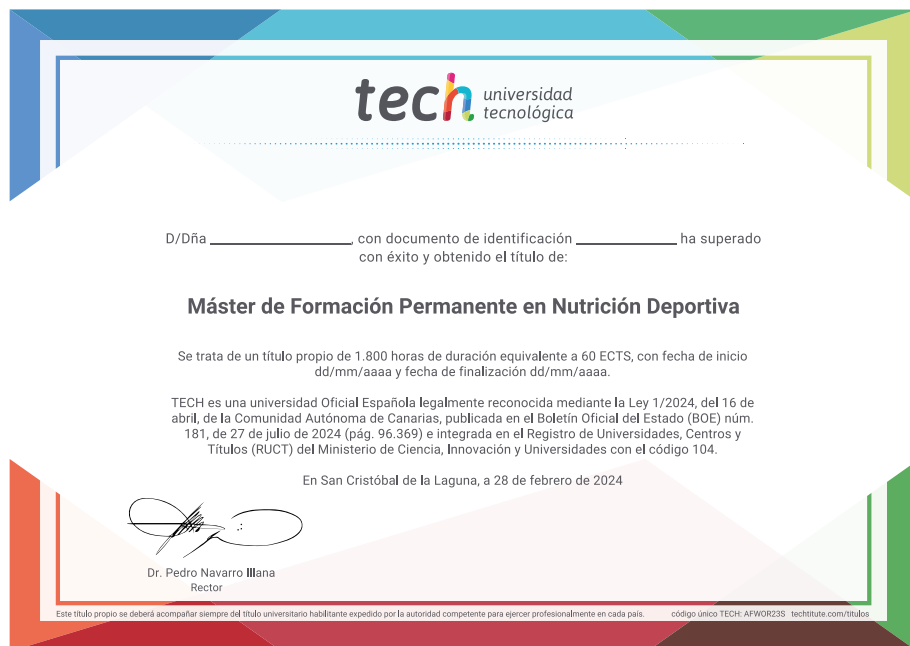 tech universidad
tecnológica
D/Dña ______________, con documento de identificación __________ ha superado
con éxito y obtenido el título de:
Máster de Formación Permanente en Nutrición Deportiva
Se trata de un título propio de 1.800 horas de duración equivalente a 60 ECTS, con fecha de inicio
dd/mm/aaaa y fecha de finalización dd/mm/aaaa.
TECH es una universidad Oficial Española legalmente reconocida mediante la Ley 1/2024, del 16 de
abril, de la Comunidad Autónoma de Canarias, publicada en el Boletín Oficial del Estado (BOE) núm.
181, de 27 de julio de 2024 (pág. 96.369) e integrada en el Registro de Universidades, Centros y
Títulos (RUCT) del Ministerio de Ciencia, Innovación y Universidades con el código 104.
En San Cristóbal de la Laguna, a 28 de febrero de 2024
Dr. Pedro Navarro Illana
Rector
Este título propio se deberá acompañar siempre del título universitario habilitante expedido por la autoridad competente para ejercer profesionalmente en cada país. código único TECH: AFWOR23S techtitute.com/titulos